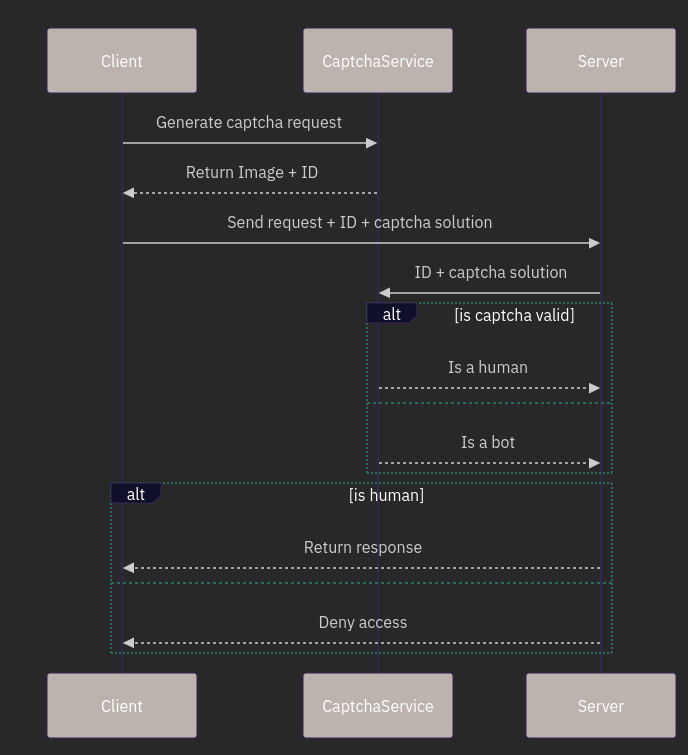 Client
CaptchaService
Server
Generate captcha request
Return Image + ID
Send request + ID + captcha solution
ID + captcha solution
alt
[is captcha valid]
Is a human
Is a bot
alt
[is human]
Return response
Deny access
Client
CaptchaService
Server